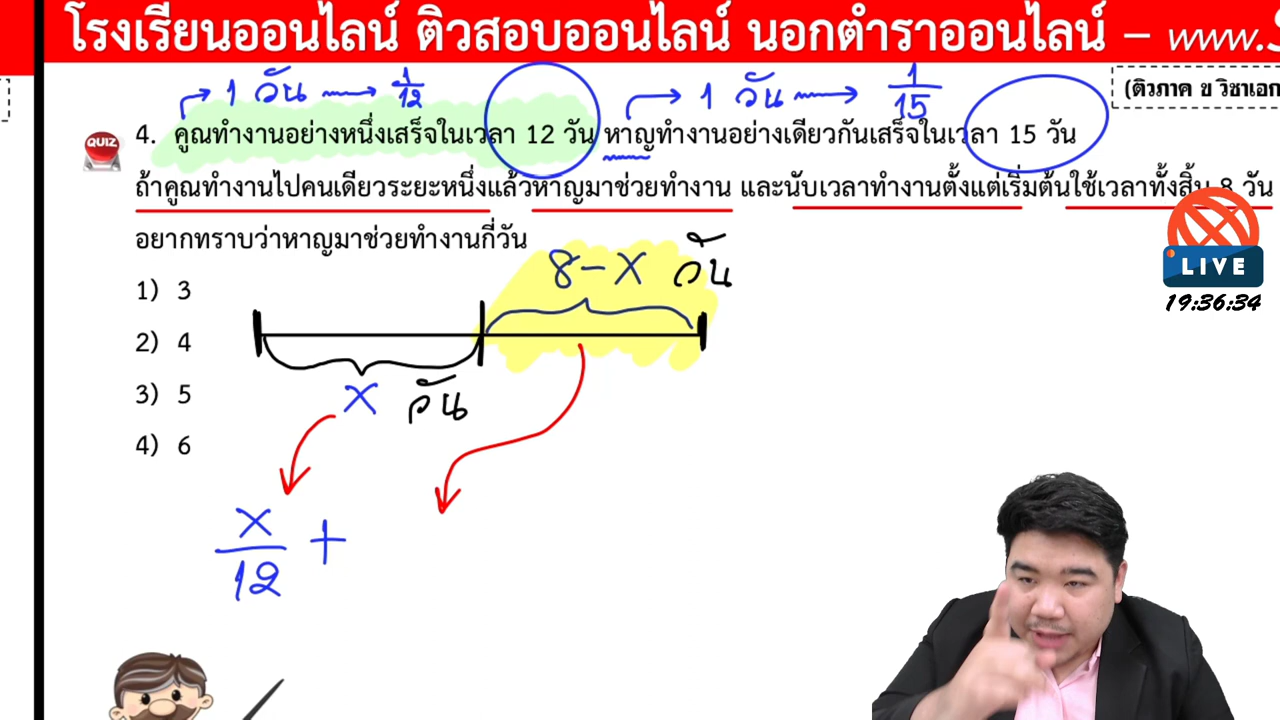 โรงเรียนออนไลน์ ติวสอบออนไลน์ นอกตำราออนไลน์ – www.S
(ติวภาค ข วิชาเอก
1 วัน 1/12
1 วัน 1/15
QUIZ
4. คูณทำงานอย่างหนึ่งเสร็จในเวลา 12 วัน หาญทำงานอย่างเดียวกันเสร็จในเวลา 15 วัน
ถ้าคูณทำงานไปคนเดียวระยะหนึ่งแล้วหาญมาช่วยทำงาน และนับเวลาทำงานตั้งแต่เริ่มต้นใช้เวลาทั้งสิ้น 8 วัน
อยากทราบว่าหาญมาช่วยทำงานกี่วัน
LIVE
19:36:34
8-x วัน
1) 3
2) 4
3) 5
4) 6
x วัน
x/12 +